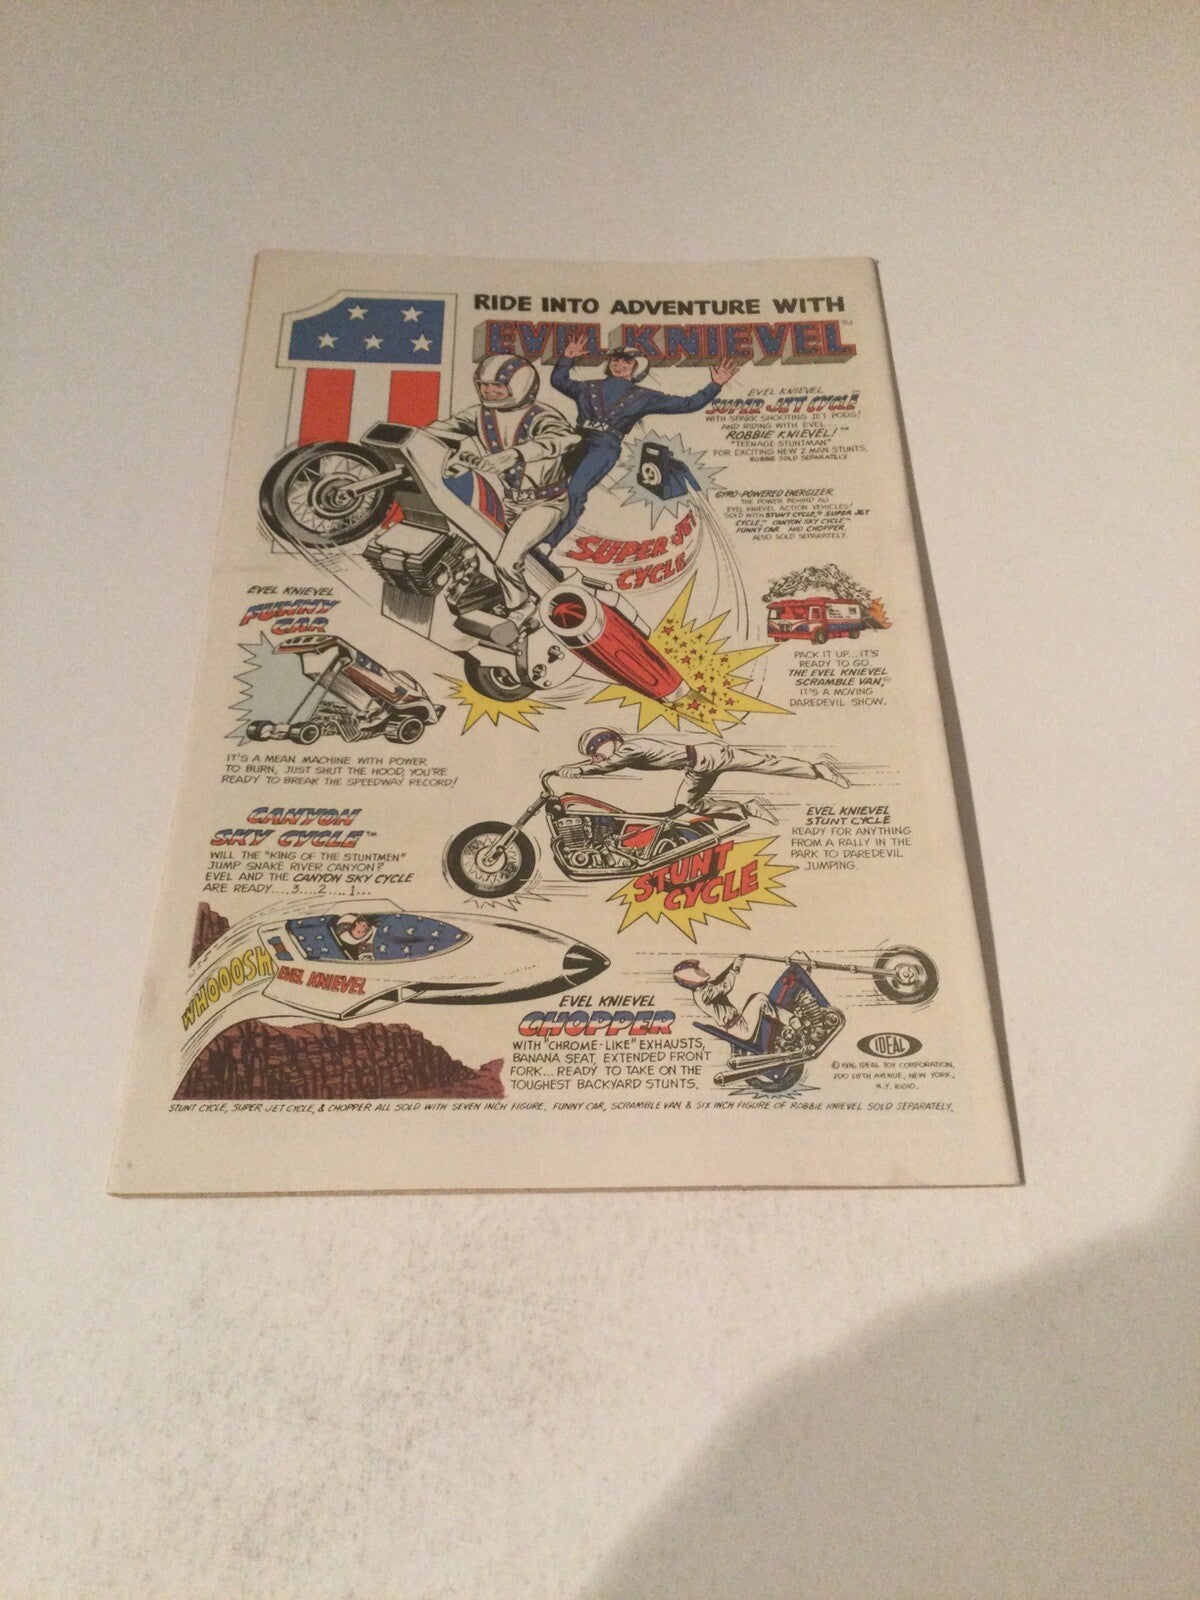 RIDE INTO ADVENTURE WITH
EVEL KNIEVEL™
EVEL KNIEVEL
SUPER JET CYCLE
WITH SPARK SHOOTING JET PODS!
AND RIDING WITH EVEL...
ROBBIE KNIEVEL!™
"TEENAGE STUNTMAN"
FOR EXCITING NEW 2 MAN STUNTS.
ROBBIE SOLD SEPARATELY.
GYRO-POWERED ENERGIZER
THE POWER BEHIND ALL
EVEL KNIEVEL ACTION VEHICLES!
SOLD WITH STUNT CYCLE,® SUPER JET
CYCLE,™ CANYON SKY CYCLE™
FUNNY CAR AND CHOPPER.
ALSO SOLD SEPARATELY.
SUPER JET
CYCLE
EVEL KNIEVEL
FUNNY
CAR
IT'S A MEAN MACHINE WITH POWER
TO BURN, JUST SHUT THE HOOD, YOU'RE
READY TO BREAK THE SPEEDWAY RECORD!
PACK IT UP...IT'S
READY TO GO.
THE EVEL KNIEVEL
SCRAMBLE VAN,®
IT'S A MOVING
DAREDEVIL SHOW.
CANYON
SKY CYCLE™
WILL THE "KING OF THE STUNTMEN"
JUMP SNAKE RIVER CANYON?
EVEL AND THE CANYON SKY CYCLE
ARE READY....3...2....1...
EVEL KNIEVEL
STUNT CYCLE
READY FOR ANYTHING
FROM A RALLY IN THE
PARK TO DAREDEVIL
JUMPING.
STUNT
CYCLE
WHOOOSH
1
EVEL KNIEVEL
EVEL KNIEVEL
CHOPPER
WITH "CHROME-LIKE" EXHAUSTS,
BANANA SEAT, EXTENDED FRONT
FORK... READY TO TAKE ON THE
TOUGHEST BACKYARD STUNTS.
IDEAL
© 1976 IDEAL TOY CORPORATION,
200 FIFTH AVENUE, NEW YORK,
N.Y. 10010.
STUNT CYCLE, SUPER JET CYCLE, & CHOPPER ALL SOLD WITH SEVEN INCH FIGURE. FUNNY CAR, SCRAMBLE VAN & SIX INCH FIGURE OF ROBBIE KNIEVEL SOLD SEPARATELY.